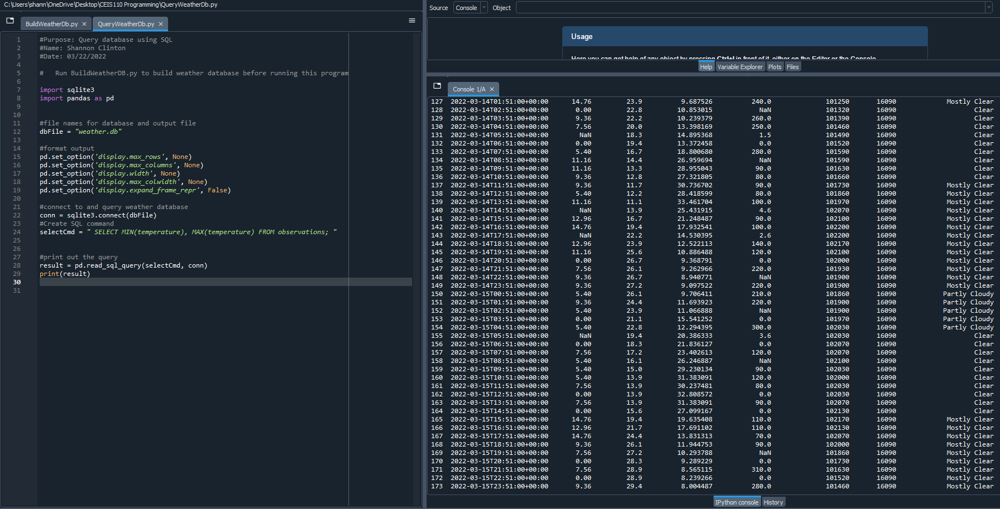 C:\Users\shann\OneDrive\Desktop\CEIS110 Programming\QueryWeatherDb.py
BuildWeatherDb.py
QueryWeatherDb.py
1 #Purpose: Query database using SQL
2 #Name: Shannon Clinton
3 #Date: 03/22/2022
4
5 #   Run BuildWeatherDB.py to build weather database before running this program
6
7 import sqlite3
8 import pandas as pd
9
10
11 #file names for database and output file
12 dbFile = "weather.db"
13
14 #format output
15 pd.set_option('display.max_rows', None)
16 pd.set_option('display.max_columns', None)
17 pd.set_option('display.width', None)
18 pd.set_option('display.max_colwidth', None)
19 pd.set_option('display.expand_frame_repr', False)
20
21 #connect to and query weather database
22 conn = sqlite3.connect(dbFile)
23 #Create SQL command
24 selectCmd = " SELECT MIN(temperature), MAX(temperature) FROM observations; "
25
26
27 #print out the query
28 result = pd.read_sql_query(selectCmd, conn)
29 print(result)
30
31
Source Console Object
Usage
Here you can get help of any object by pressing Ctrl+I in front of it, either on the Editor or the Console.
Help Variable Explorer Plots Files
Console 1/A
127 2022-03-14T01:51:00+00:00 14.76 23.9 9.687526 240.0 101250 16090 Mostly Clear
128 2022-03-14T02:51:00+00:00 0.00 22.8 10.853015 NaN 101320 16090 Clear
129 2022-03-14T03:51:00+00:00 9.36 22.2 10.239379 260.0 101390 16090 Clear
130 2022-03-14T04:51:00+00:00 7.56 20.0 13.398169 250.0 101460 16090 Clear
131 2022-03-14T05:51:00+00:00 NaN 18.3 14.895368 1.5 101490 16090 Clear
132 2022-03-14T06:51:00+00:00 0.00 19.4 13.372458 0.0 101520 16090 Clear
133 2022-03-14T07:51:00+00:00 5.40 16.7 18.800680 280.0 101590 16090 Clear
134 2022-03-14T08:51:00+00:00 11.16 14.4 26.959694 NaN 101590 16090 Clear
135 2022-03-14T09:51:00+00:00 11.16 13.3 28.955043 90.0 101630 16090 Clear
136 2022-03-14T10:51:00+00:00 9.36 12.8 27.321805 80.0 101660 16090 Clear
137 2022-03-14T11:51:00+00:00 9.36 11.7 30.736702 90.0 101730 16090 Mostly Clear
138 2022-03-14T12:51:00+00:00 5.40 12.2 28.418599 80.0 101860 16090 Mostly Clear
139 2022-03-14T13:51:00+00:00 11.16 11.1 33.461704 100.0 101970 16090 Mostly Clear
140 2022-03-14T14:51:00+00:00 NaN 13.9 25.431915 4.6 102070 16090 Mostly Clear
141 2022-03-14T15:51:00+00:00 12.96 16.7 21.248487 90.0 102100 16090 Mostly Clear
142 2022-03-14T16:51:00+00:00 14.76 19.4 17.932541 100.0 102200 16090 Mostly Clear
143 2022-03-14T17:51:00+00:00 NaN 22.2 14.530395 2.6 102200 16090 Mostly Clear
144 2022-03-14T18:51:00+00:00 12.96 23.9 12.522113 140.0 102170 16090 Mostly Clear
145 2022-03-14T19:51:00+00:00 11.16 25.6 10.886488 120.0 102100 16090 Mostly Clear
146 2022-03-14T20:51:00+00:00 0.00 26.7 9.368791 0.0 102000 16090 Mostly Clear
147 2022-03-14T21:51:00+00:00 7.56 26.1 9.262966 220.0 101930 16090 Mostly Clear
148 2022-03-14T22:51:00+00:00 9.36 26.7 8.940771 NaN 101900 16090 Mostly Clear
149 2022-03-14T23:51:00+00:00 9.36 27.2 9.097522 220.0 101900 16090 Mostly Clear
150 2022-03-15T00:51:00+00:00 5.40 26.1 9.706411 210.0 101860 16090 Partly Cloudy
151 2022-03-15T01:51:00+00:00 9.36 24.4 11.693923 220.0 101900 16090 Partly Cloudy
152 2022-03-15T02:51:00+00:00 5.40 23.9 11.066888 NaN 101900 16090 Partly Cloudy
153 2022-03-15T03:51:00+00:00 0.00 21.1 15.541252 0.0 101970 16090 Partly Cloudy
154 2022-03-15T04:51:00+00:00 5.40 22.8 12.294395 300.0 102030 16090 Partly Cloudy
155 2022-03-15T05:51:00+00:00 NaN 19.4 20.386333 3.6 102030 16090 Clear
156 2022-03-15T06:51:00+00:00 0.00 18.3 21.836127 0.0 102070 16090 Clear
157 2022-03-15T07:51:00+00:00 7.56 17.2 23.402613 120.0 102070 16090 Clear
158 2022-03-15T08:51:00+00:00 5.40 16.1 26.246887 NaN 102100 16090 Clear
159 2022-03-15T09:51:00+00:00 5.40 15.0 29.230134 90.0 102030 16090 Clear
160 2022-03-15T10:51:00+00:00 5.40 13.9 31.383091 120.0 102000 16090 Clear
161 2022-03-15T11:51:00+00:00 7.56 13.9 30.237481 80.0 102030 16090 Clear
162 2022-03-15T12:51:00+00:00 0.00 13.9 32.808572 0.0 102030 16090 Clear
163 2022-03-15T13:51:00+00:00 7.56 13.9 31.383091 90.0 102070 16090 Clear
164 2022-03-15T14:51:00+00:00 0.00 15.6 27.099167 0.0 102130 16090 Clear
165 2022-03-15T15:51:00+00:00 14.76 19.4 19.635408 110.0 102170 16090 Mostly Clear
166 2022-03-15T16:51:00+00:00 12.96 21.7 17.691102 110.0 102130 16090 Mostly Clear
167 2022-03-15T17:51:00+00:00 14.76 24.4 13.831313 70.0 102070 16090 Mostly Clear
168 2022-03-15T18:51:00+00:00 9.36 26.1 11.944753 90.0 102000 16090 Mostly Clear
169 2022-03-15T19:51:00+00:00 7.56 27.2 10.293788 NaN 101860 16090 Mostly Clear
170 2022-03-15T20:51:00+00:00 0.00 28.3 9.289229 0.0 101730 16090 Mostly Clear
171 2022-03-15T21:51:00+00:00 7.56 28.9 8.565115 310.0 101630 16090 Mostly Clear
172 2022-03-15T22:51:00+00:00 0.00 28.9 8.239266 0.0 101520 16090 Mostly Clear
173 2022-03-15T23:51:00+00:00 9.36 29.4 8.004487 280.0 101460 16090 Mostly Clear
IPython console History